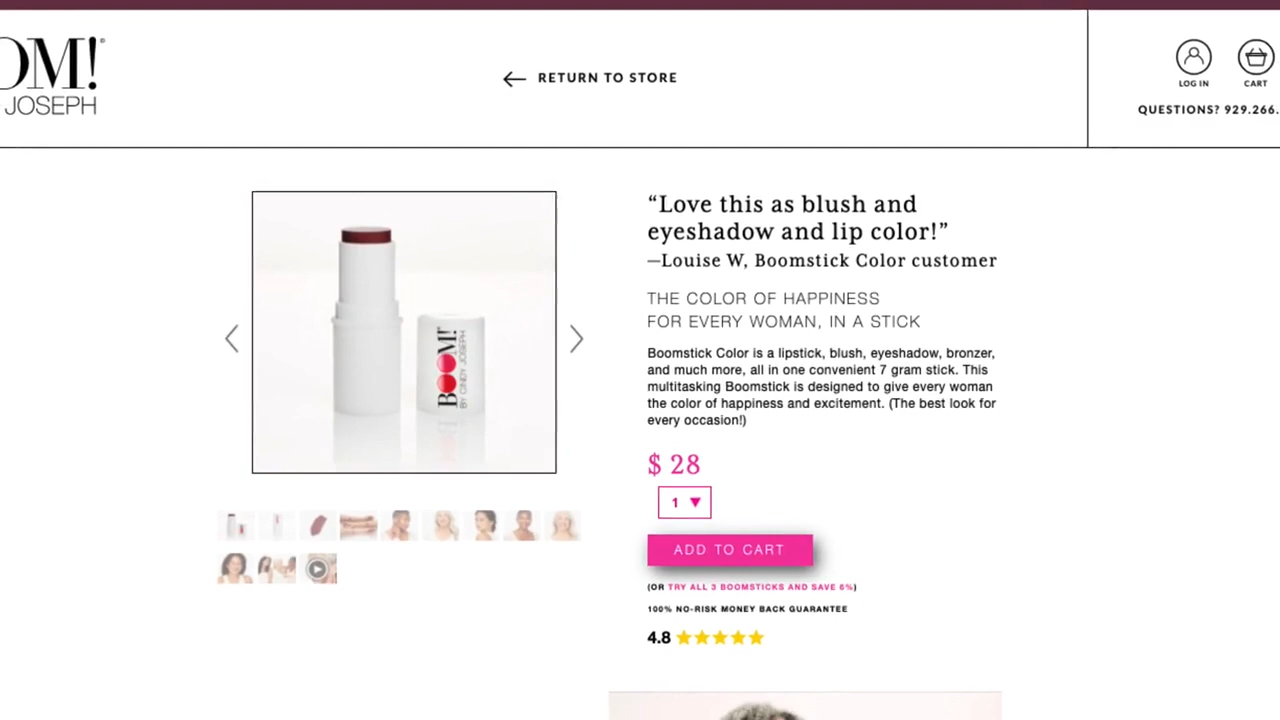 OM!
JOSEPH
RETURN TO STORE
LOG IN
CART
QUESTIONS? 929.266.
BOOM!
BY CINDY JOSEPH
“Love this as blush and
eyeshadow and lip color!”
—Louise W, Boomstick Color customer
THE COLOR OF HAPPINESS
FOR EVERY WOMAN, IN A STICK
Boomstick Color is a lipstick, blush, eyeshadow, bronzer,
and much more, all in one convenient 7 gram stick. This
multitasking Boomstick is designed to give every woman
the color of happiness and excitement. (The best look for
every occasion!)
$ 28
1
ADD TO CART
(OR TRY ALL 3 BOOMSTICKS AND SAVE 6%)
100% NO-RISK MONEY BACK GUARANTEE
4.8